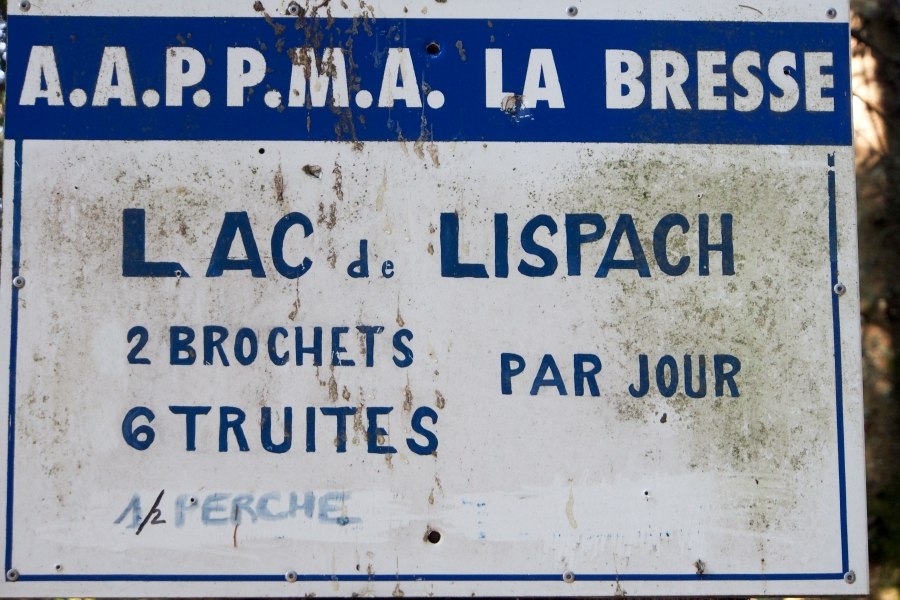 A.A.P.P.M.A. LA BRESSE
LAC de LISPACH
2 BROCHETS
PAR JOUR
6 TRUITES
1/2 PERCHE